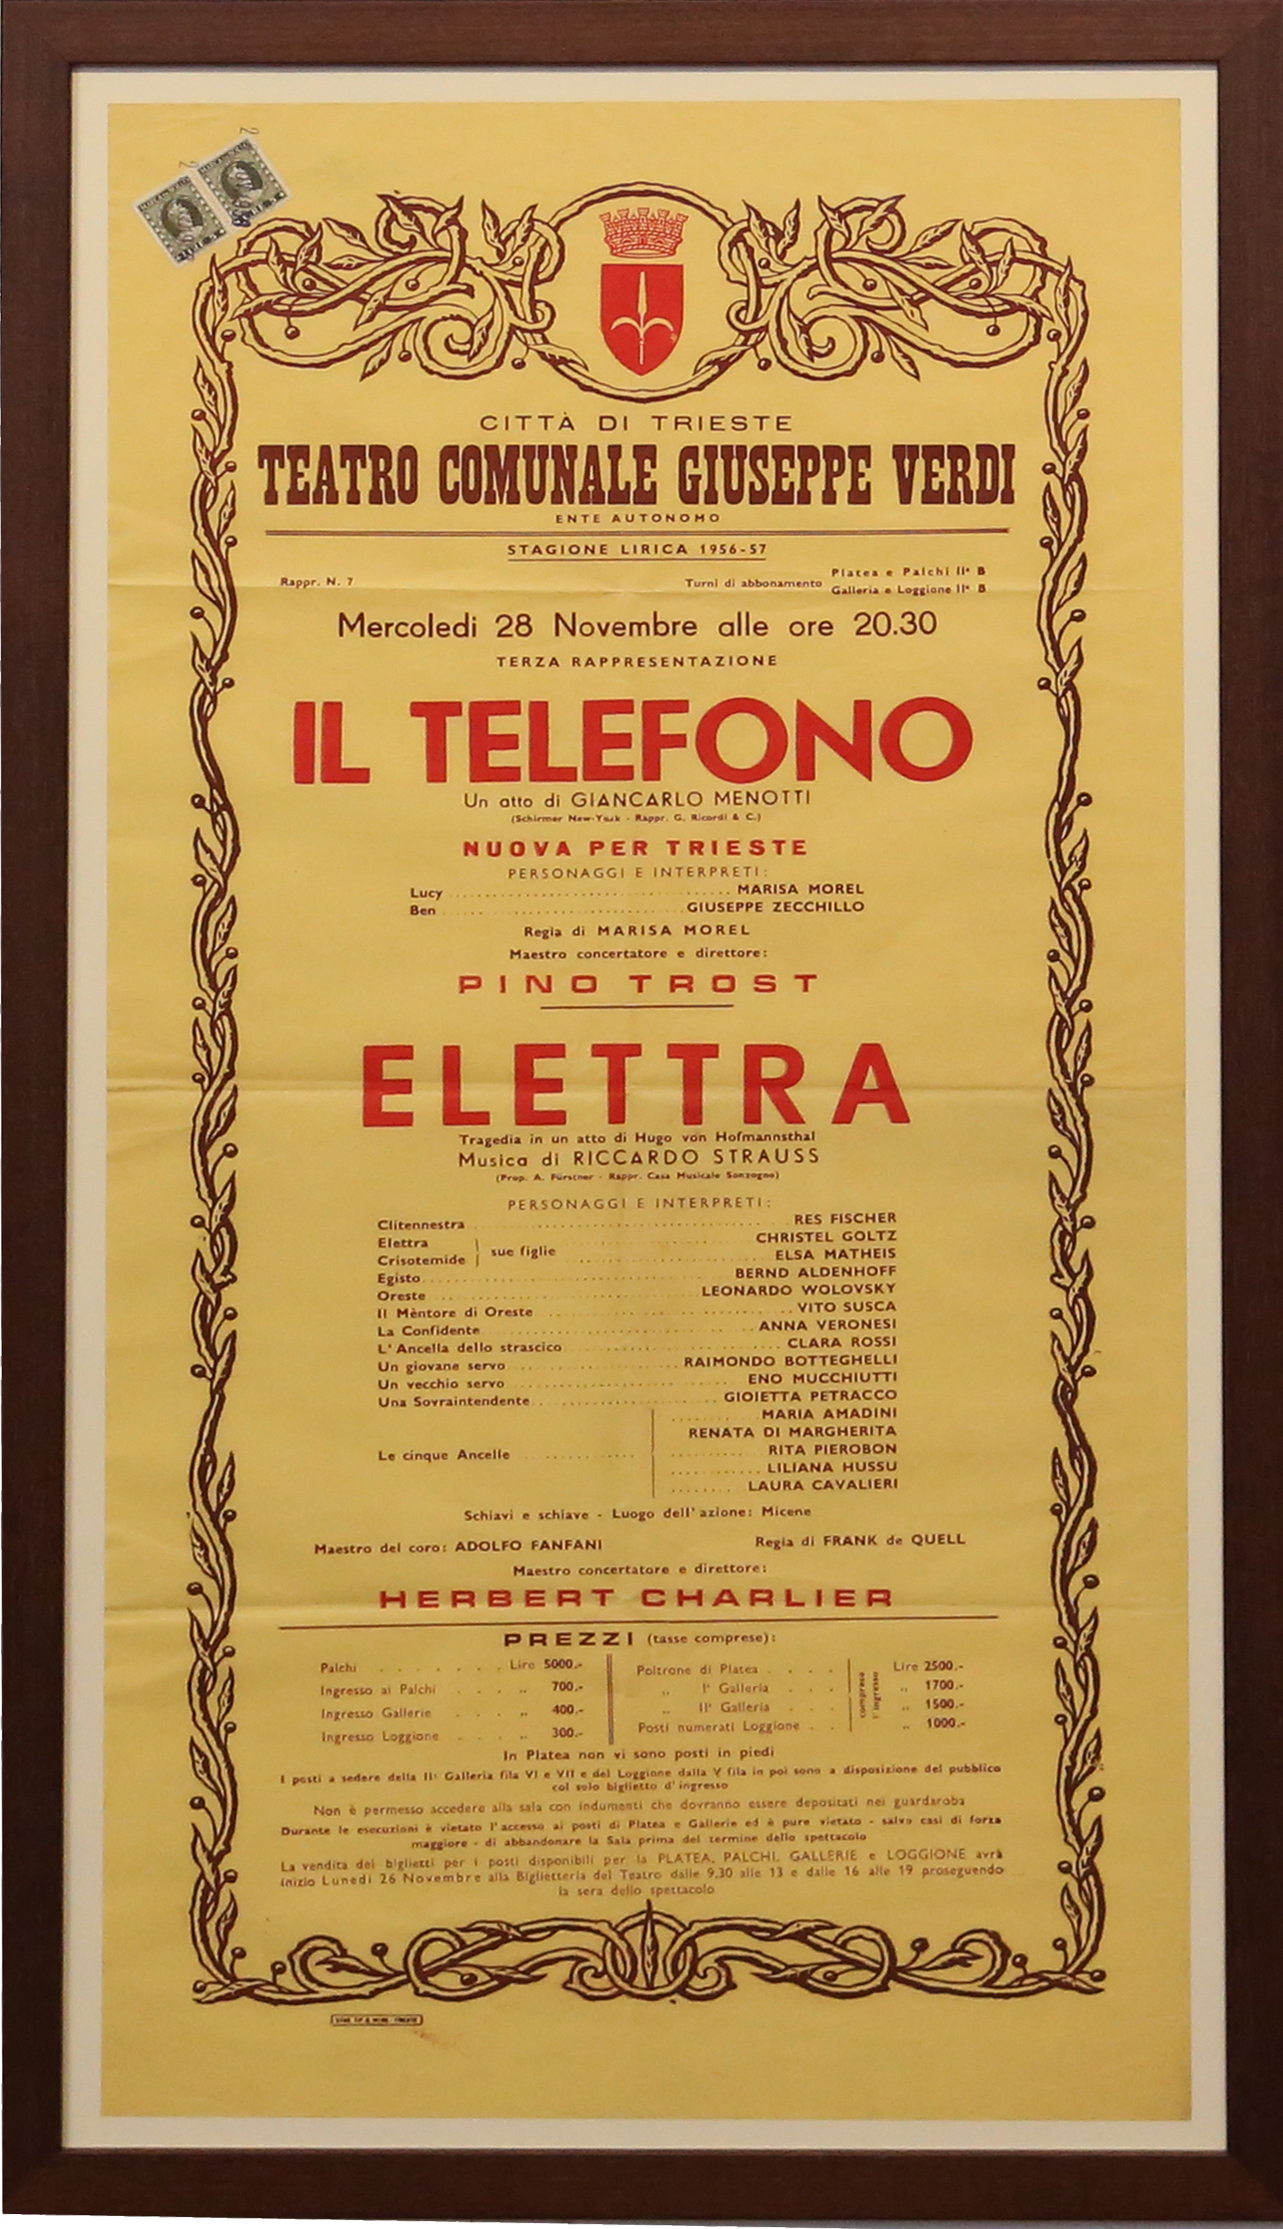 CITTÀ DI TRIESTE
TEATRO COMUNALE GIUSEPPE VERDI
ENTE AUTONOMO
STAGIONE LIRICA 1956-57
Rappr. N. 7
Turni di abbonamento
Platea e Palchi IIª B
Galleria e Loggione IIª B
Mercoledi 28 Novembre alle ore 20.30
TERZA RAPPRESENTAZIONE
IL TELEFONO
Un atto di GIANCARLO MENOTTI
(Schirmer New-York - Rappr. G. Ricordi & C.)
NUOVA PER TRIESTE
PERSONAGGI E INTERPRETI:
Lucy MARISA MOREL
Ben GIUSEPPE ZECCHILLO
Regia di MARISA MOREL
Maestro concertatore e direttore:
PINO TROST
ELETTRA
Tragedia in un atto di Hugo von Hofmannsthal
Musica di RICCARDO STRAUSS
(Prop. A. Fürstner - Rappr. Casa Musicale Sonzogno)
PERSONAGGI E INTERPRETI:
Clitennestra RES FISCHER
Elettra CHRISTEL GOLTZ
sue figlie
Crisotemide ELSA MATHEIS
Egisto BERND ALDENHOFF
Oreste LEONARDO WOLOVSKY
Il Mèntore di Oreste VITO SUSCA
La Confidente ANNA VERONESI
L'Ancella dello strascico CLARA ROSSI
Un giovane servo RAIMONDO BOTTEGHELLI
Un vecchio servo ENO MUCCHIUTTI
Una Sovraintendente GIOIETTA PETRACCO
MARIA AMADINI
RENATA DI MARGHERITA
Le cinque Ancelle RITA PIEROBON
LILIANA HUSSU
LAURA CAVALIERI
Schiavi e schiave - Luogo dell'azione: Micene
Maestro del coro: ADOLFO FANFANI
Regia di FRANK de QUELL
Maestro concertatore e direttore:
HERBERT CHARLIER
PREZZI (tasse comprese):
Palchi . . . . . . . Lire 5000.-
Ingresso ai Palchi . . . . „ 700.-
Ingresso Gallerie . . . . „ 400.-
Ingresso Loggione . . . . „ 300.-
Poltrone di Platea . . . . Lire 2500.-
„ Iª Galleria . . . „ 1700.-
„ IIª Galleria . . . „ 1500.-
Posti numerati Loggione . . „ 1000.-
compreso
l'ingresso
In Platea non vi sono posti in piedi
I posti a sedere della IIª Galleria fila VI e VII e del Loggione dalla V fila in poi sono a disposizione del pubblico
col solo biglietto d'ingresso
Non è permesso accedere alla sala con indumenti che dovranno essere depositati nei guardaroba
Durante le esecuzioni è vietato l'accesso ai posti di Platea e Gallerie ed è pure vietato - salvo casi di forza
maggiore - di abbandonare la Sala prima del termine dello spettacolo
La vendita dei biglietti per i posti disponibili per la PLATEA, PALCHI, GALLERIE e LOGGIONE avrà
inizio Lunedi 26 Novembre alla Biglietteria del Teatro dalle 9,30 alle 13 e dalle 16 alle 19 proseguendo
la sera dello spettacolo